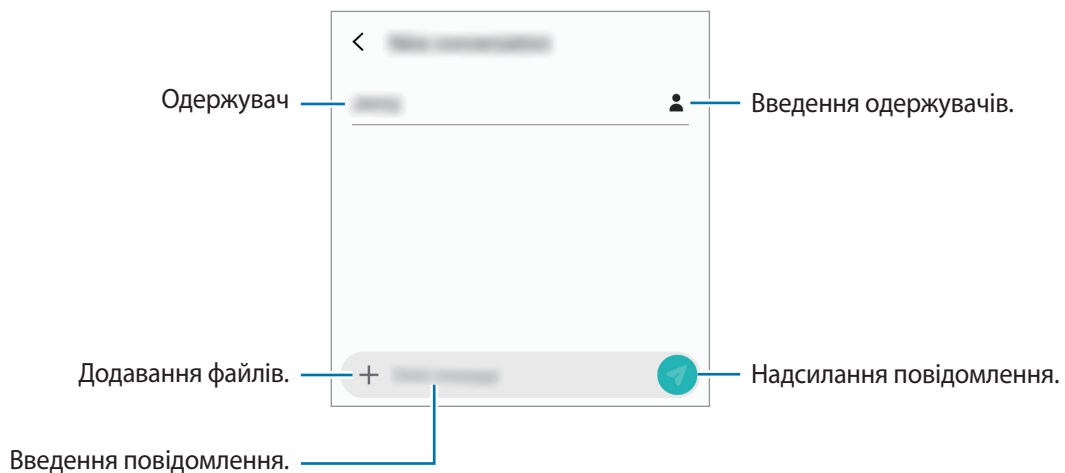 Одержувач
Введення одержувачів.
Додавання файлів.
Надсилання повідомлення.
Введення повідомлення.